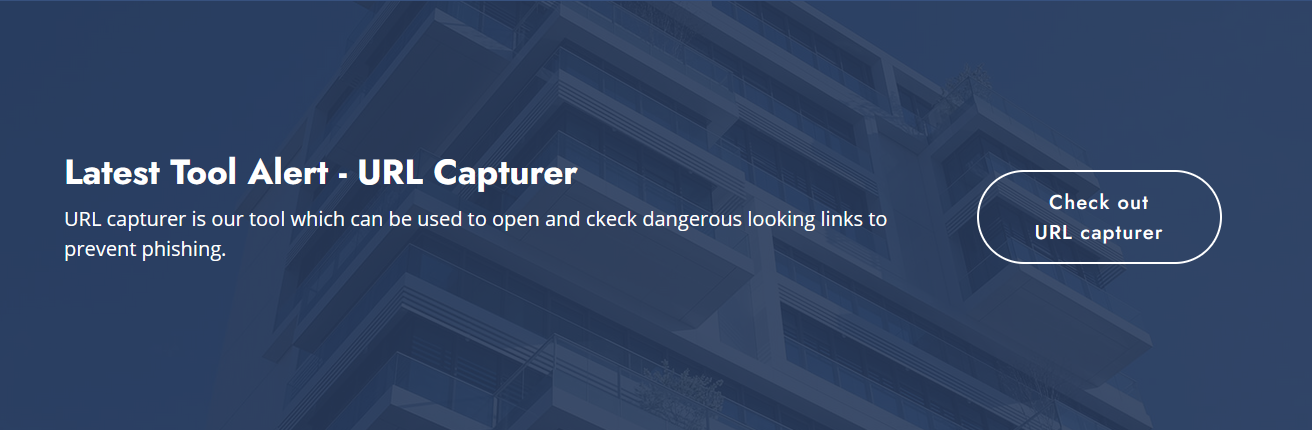 Latest Tool Alert - URL Capturer
URL capturer is our tool which can be used to open and ckeck dangerous looking links to
prevent phishing.
Check out
URL capturer